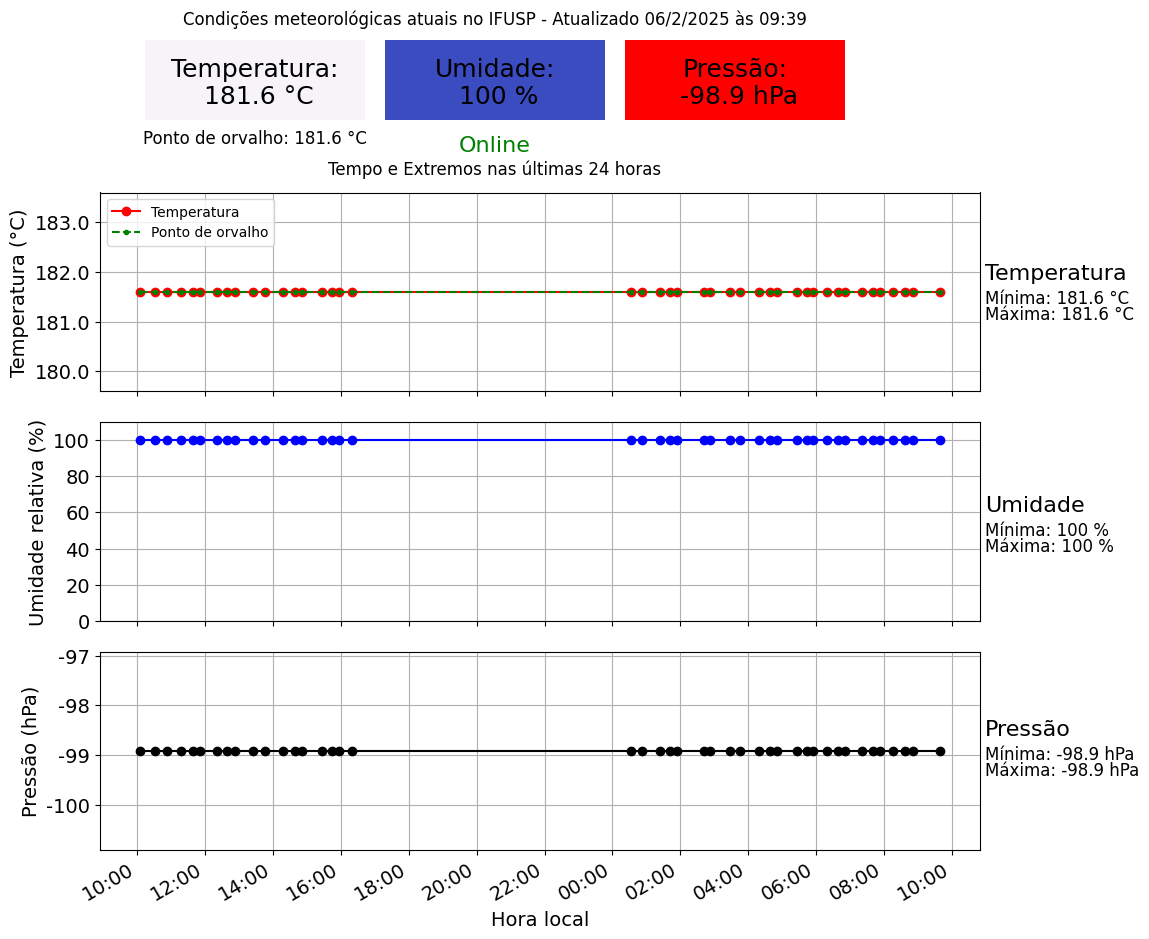 Condições meteorológicas atuais no IFUSP - Atualizado 06/2/2025 às 09:39
Temperatura:
181.6 °C
Umidade:
100 %
Pressão:
-98.9 hPa
Ponto de orvalho: 181.6 °C
Online
Tempo e Extremos nas últimas 24 horas
Temperatura (°C)
183.0
182.0
181.0
180.0
Temperatura
Ponto de orvalho
Temperatura
Mínima: 181.6 °C
Máxima: 181.6 °C
Umidade relativa (%)
100
80
60
40
20
0
Umidade
Mínima: 100 %
Máxima: 100 %
Pressão (hPa)
-97
-98
-99
-100
Pressão
Mínima: -98.9 hPa
Máxima: -98.9 hPa
10:00
12:00
14:00
16:00
18:00
20:00
22:00
00:00
02:00
04:00
06:00
08:00
10:00
Hora local